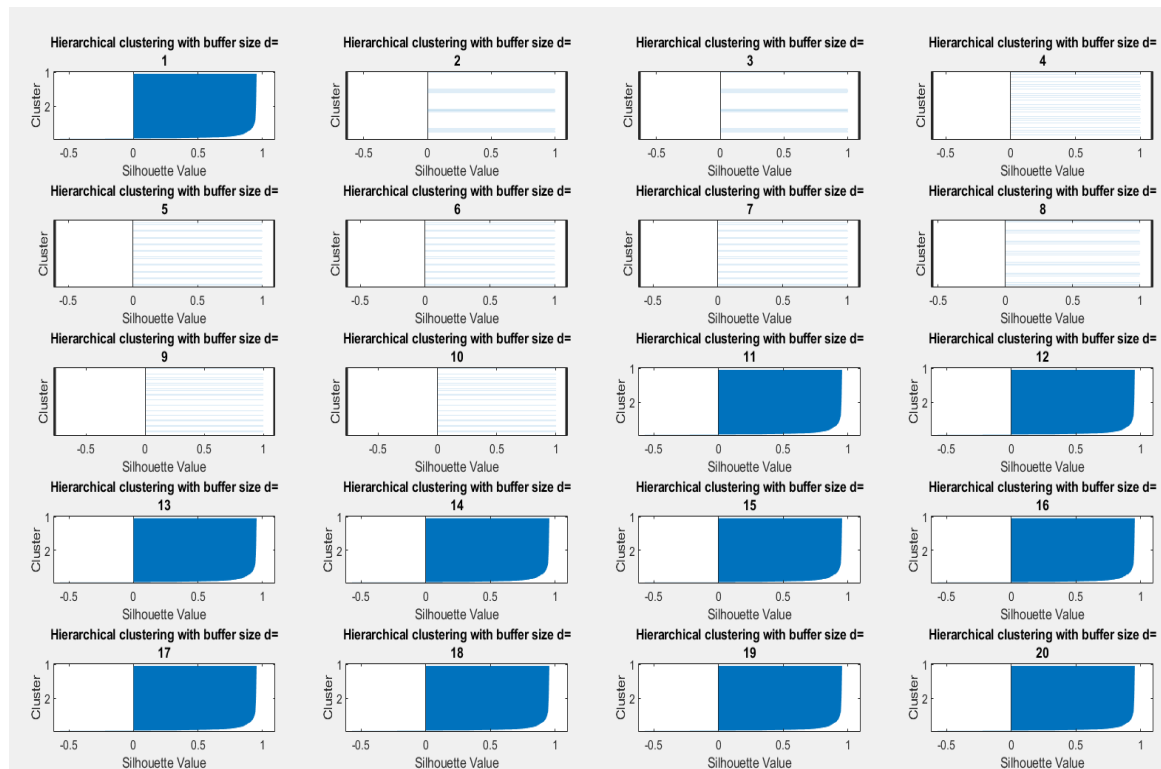 Hierarchical clustering with buffer size d=
1
Hierarchical clustering with buffer size d=
2
Hierarchical clustering with buffer size d=
3
Hierarchical clustering with buffer size d=
4
Cluster
1
2
-0.5 0 0.5 1
Silhouette Value
Cluster
-0.5 0 0.5 1
Silhouette Value
Cluster
-0.5 0 0.5 1
Silhouette Value
Cluster
-0.5 0 0.5 1
Silhouette Value
Hierarchical clustering with buffer size d=
5
Hierarchical clustering with buffer size d=
6
Hierarchical clustering with buffer size d=
7
Hierarchical clustering with buffer size d=
8
Cluster
-0.5 0 0.5 1
Silhouette Value
Cluster
-0.5 0 0.5 1
Silhouette Value
Cluster
-0.5 0 0.5 1
Silhouette Value
Cluster
-0.5 0 0.5 1
Silhouette Value
Hierarchical clustering with buffer size d=
9
Hierarchical clustering with buffer size d=
10
Hierarchical clustering with buffer size d=
11
Hierarchical clustering with buffer size d=
12
Cluster
-0.5 0 0.5 1
Silhouette Value
Cluster
-0.5 0 0.5 1
Silhouette Value
Cluster
1
2
-0.5 0 0.5 1
Silhouette Value
Cluster
1
2
-0.5 0 0.5 1
Silhouette Value
Hierarchical clustering with buffer size d=
13
Hierarchical clustering with buffer size d=
14
Hierarchical clustering with buffer size d=
15
Hierarchical clustering with buffer size d=
16
Cluster
1
2
-0.5 0 0.5 1
Silhouette Value
Cluster
1
2
-0.5 0 0.5 1
Silhouette Value
Cluster
1
2
-0.5 0 0.5 1
Silhouette Value
Cluster
1
2
-0.5 0 0.5 1
Silhouette Value
Hierarchical clustering with buffer size d=
17
Hierarchical clustering with buffer size d=
18
Hierarchical clustering with buffer size d=
19
Hierarchical clustering with buffer size d=
20
Cluster
1
2
-0.5 0 0.5 1
Silhouette Value
Cluster
1
2
-0.5 0 0.5 1
Silhouette Value
Cluster
1
2
-0.5 0 0.5 1
Silhouette Value
Cluster
1
2
-0.5 0 0.5 1
Silhouette Value